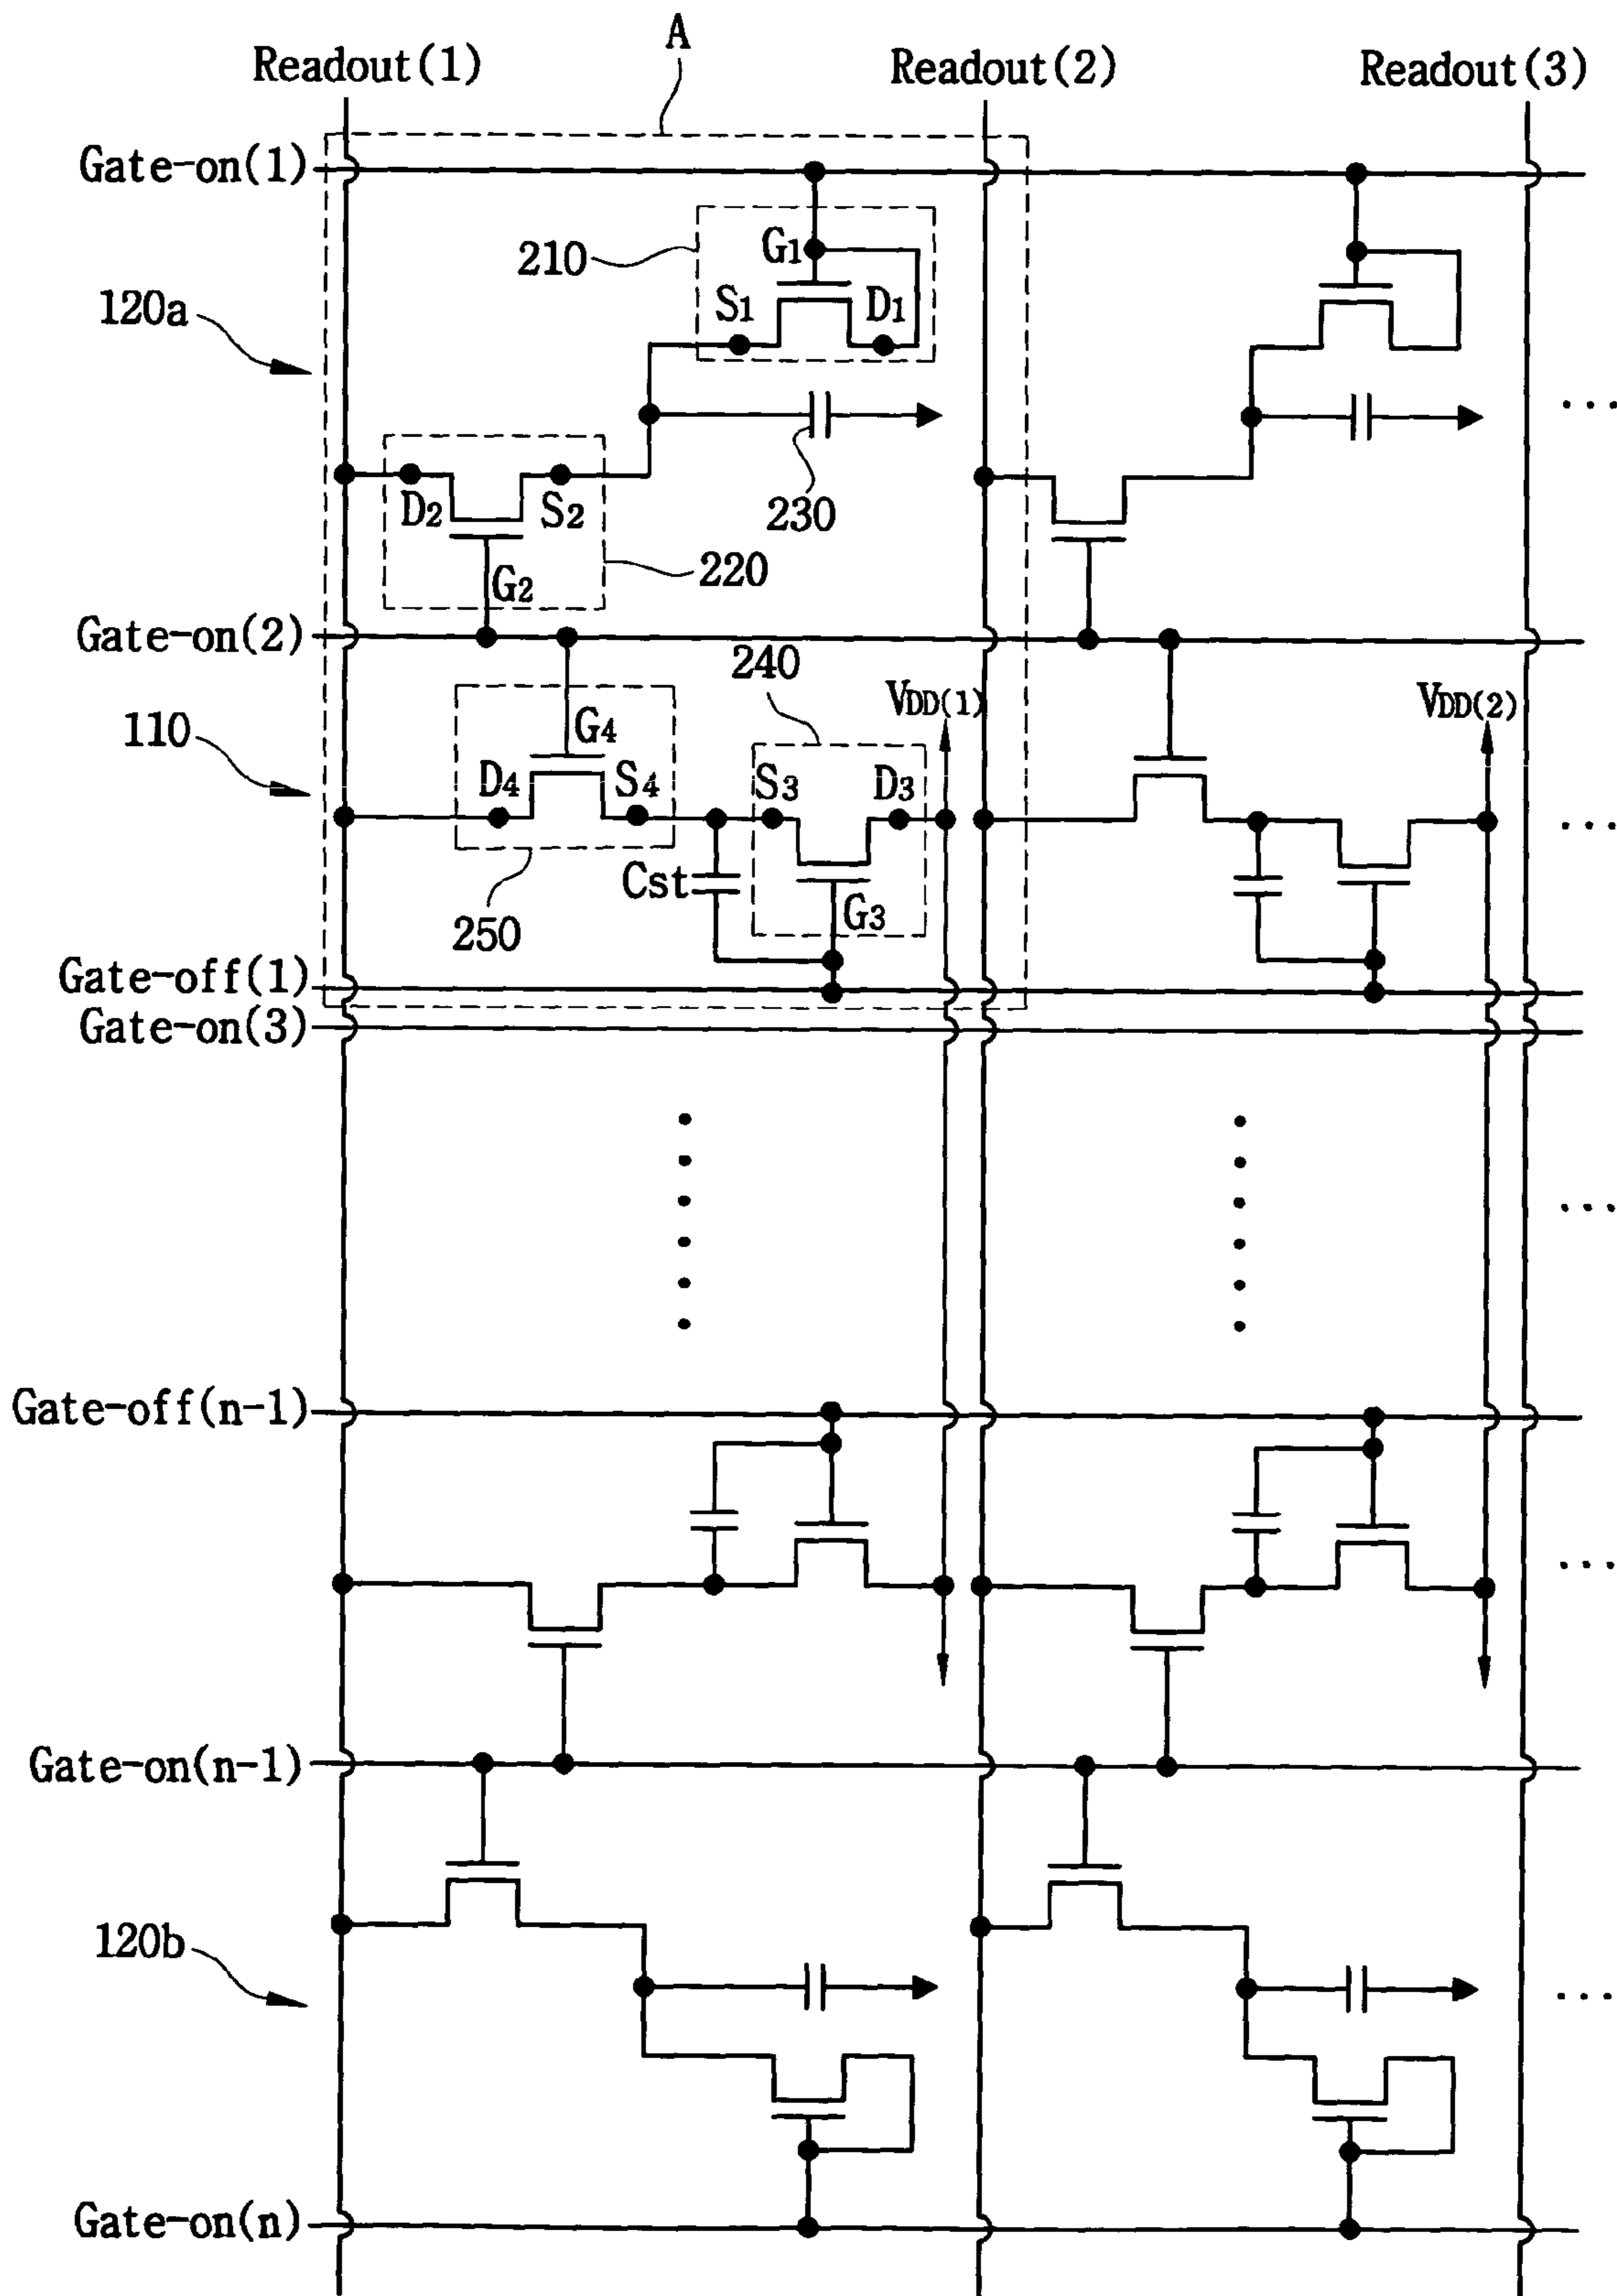 A
Readout(1) Readout(2) Readout(3)
Gate-on(1)
210
G1
S1 D1
120a
...
D2 S2
230
220
G2
Gate-on(2)
240
VDD(1) VDD(2)
110
G4
D4 S4 S3 D3
...
Cst
G3
250
Gate-off(1)
Gate-on(3)
...
Gate-off(n-1)
...
Gate-on(n-1)
120b
...
Gate-on(n)